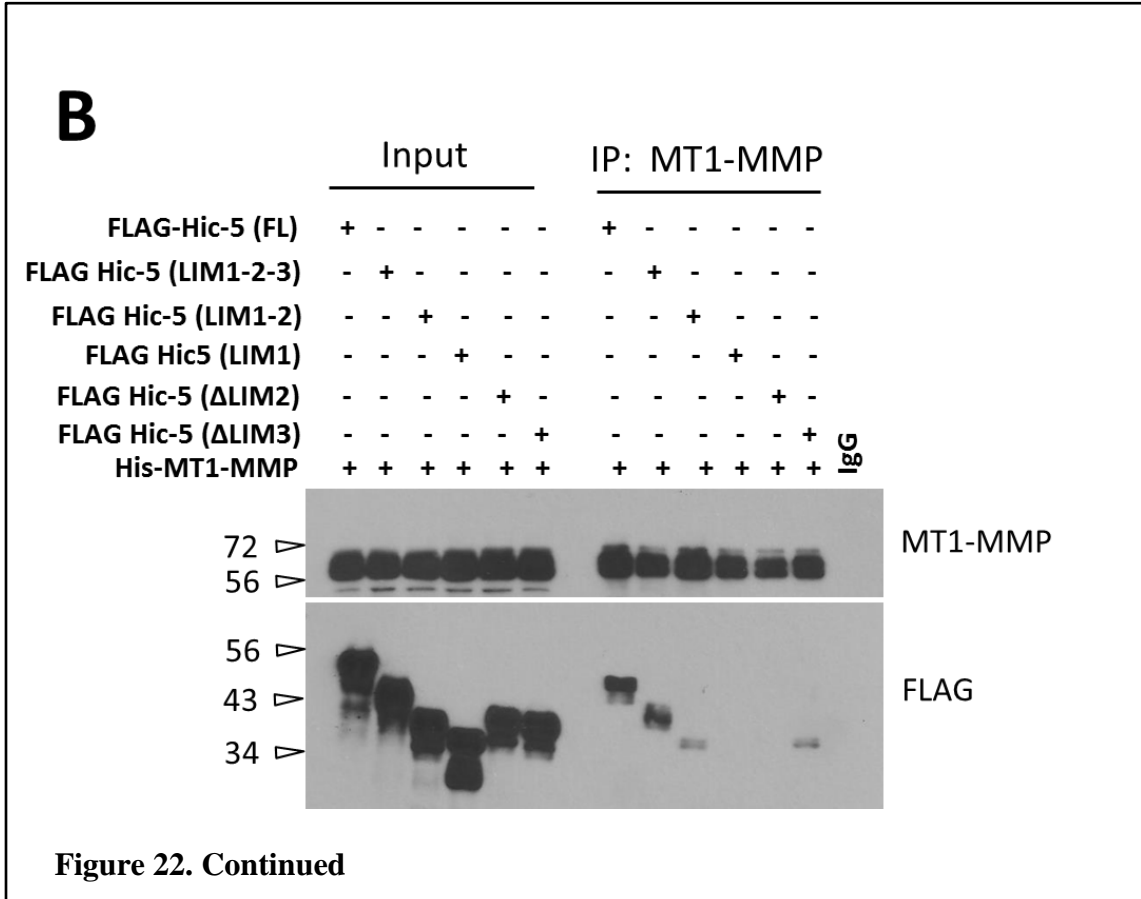 B
Input IP: MT1-MMP
FLAG-Hic-5 (FL) + - - - - - + - - - - -
FLAG Hic-5 (LIM1-2-3) - + - - - - - + - - - -
FLAG Hic-5 (LIM1-2) - - + - - - - - + - - -
FLAG Hic5 (LIM1) - - - + - - - - - + - -
FLAG Hic-5 (ΔLIM2) - - - - + - - - - - + -
FLAG Hic-5 (ΔLIM3) - - - - - + - - - - - +
His-MT1-MMP + + + + + + + + + + + + IgG
72 MT1-MMP
56
56
43 FLAG
34
Figure 22. Continued